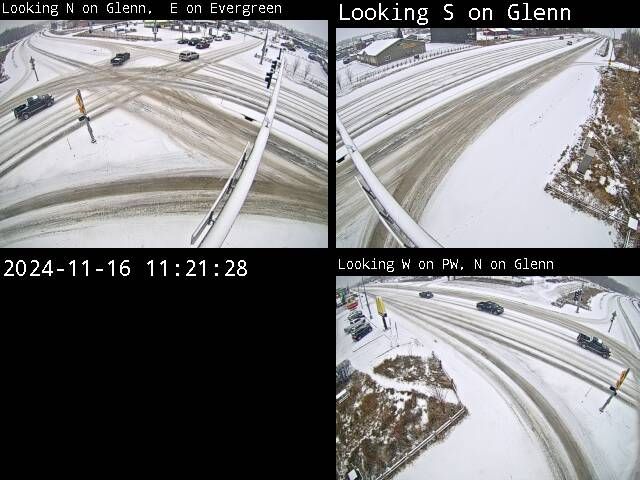 Looking N on Glenn,  E on Evergreen
Looking S on Glenn
2024-11-16 11:21:28
Looking W on PW, N on Glenn